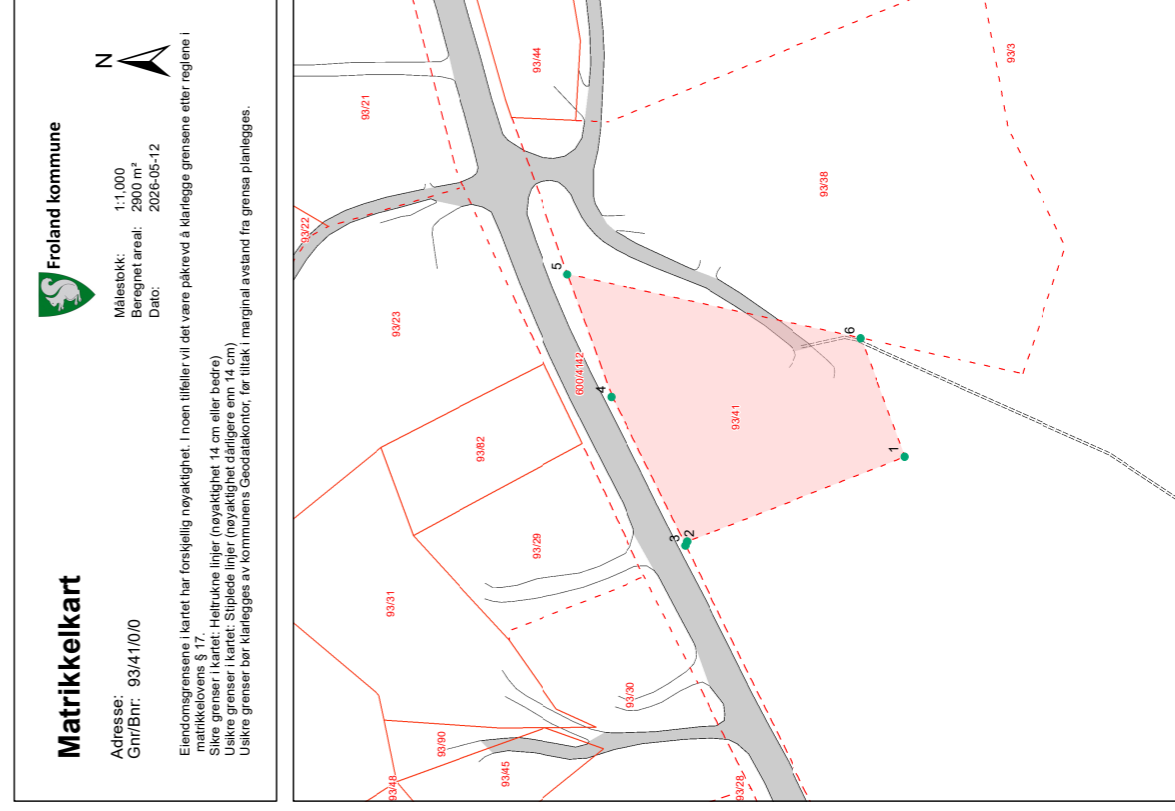 Matrikkelkart
Froland kommune
N
Adresse:
Gnr/Bnr: 93/41/0/0
Målestokk: 1:1,000
Beregnet areal: 2900 m²
Dato: 2026-05-12
Eiendomsgrensene i kartet har forskjellig nøyaktighet. I noen tilfeller vil det være påkrevd å klarlegge grensene etter reglene i
matrikkelovens § 17.
Sikre grenser i kartet: Heltrukne linjer (nøyaktighet 14 cm eller bedre)
Usikre grenser i kartet: Stiplede linjer (nøyaktighet dårligere enn 14 cm)
Usikre grenser bør klarlegges av kommunens Geodatakontor, før tiltak i marginal avstand fra grensa planlegges.
93/48
93/90
93/31
93/22
93/21
93/45
93/23
93/82
93/29
93/44
93/30
93/28
600/4142
93/41
93/38
93/3
1
2
3
4
5
6